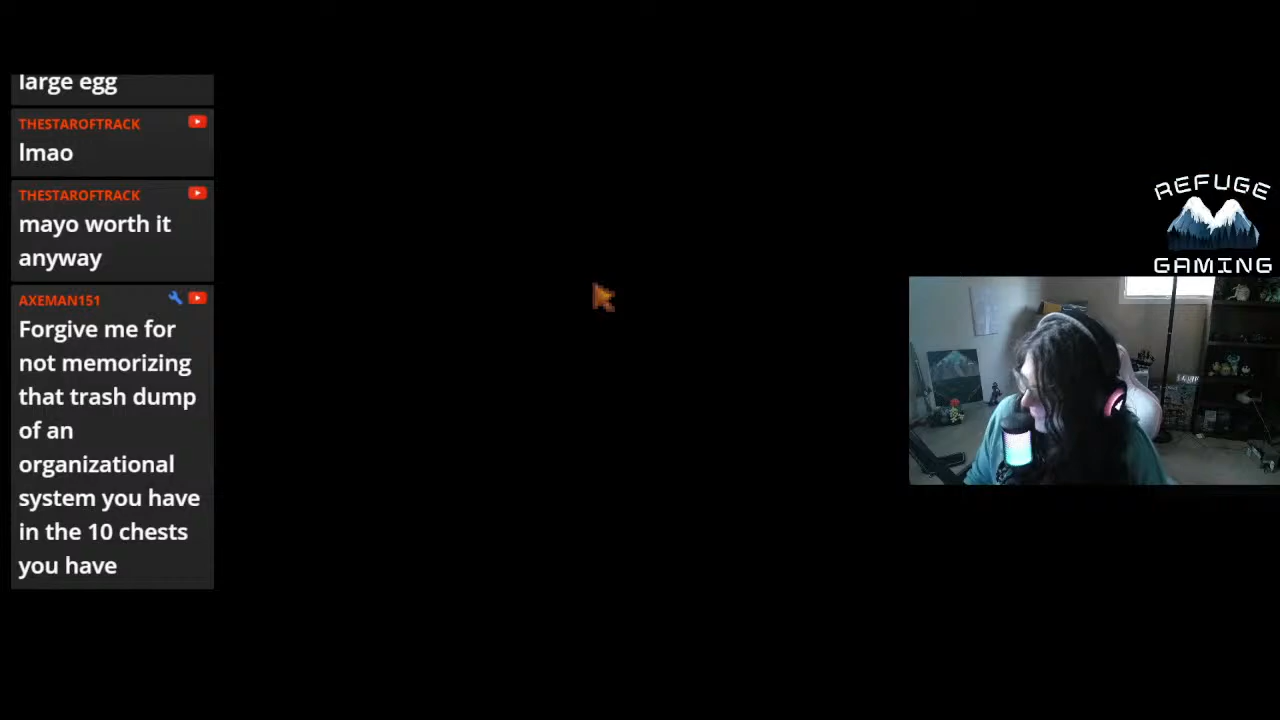 large egg
THESTAROFTRACK
lmao
THESTAROFTRACK
mayo worth it
anyway
AXEMAN151
Forgive me for
not memorizing
that trash dump
of an
organizational
system you have
in the 10 chests
you have
REFUGE
GAMING